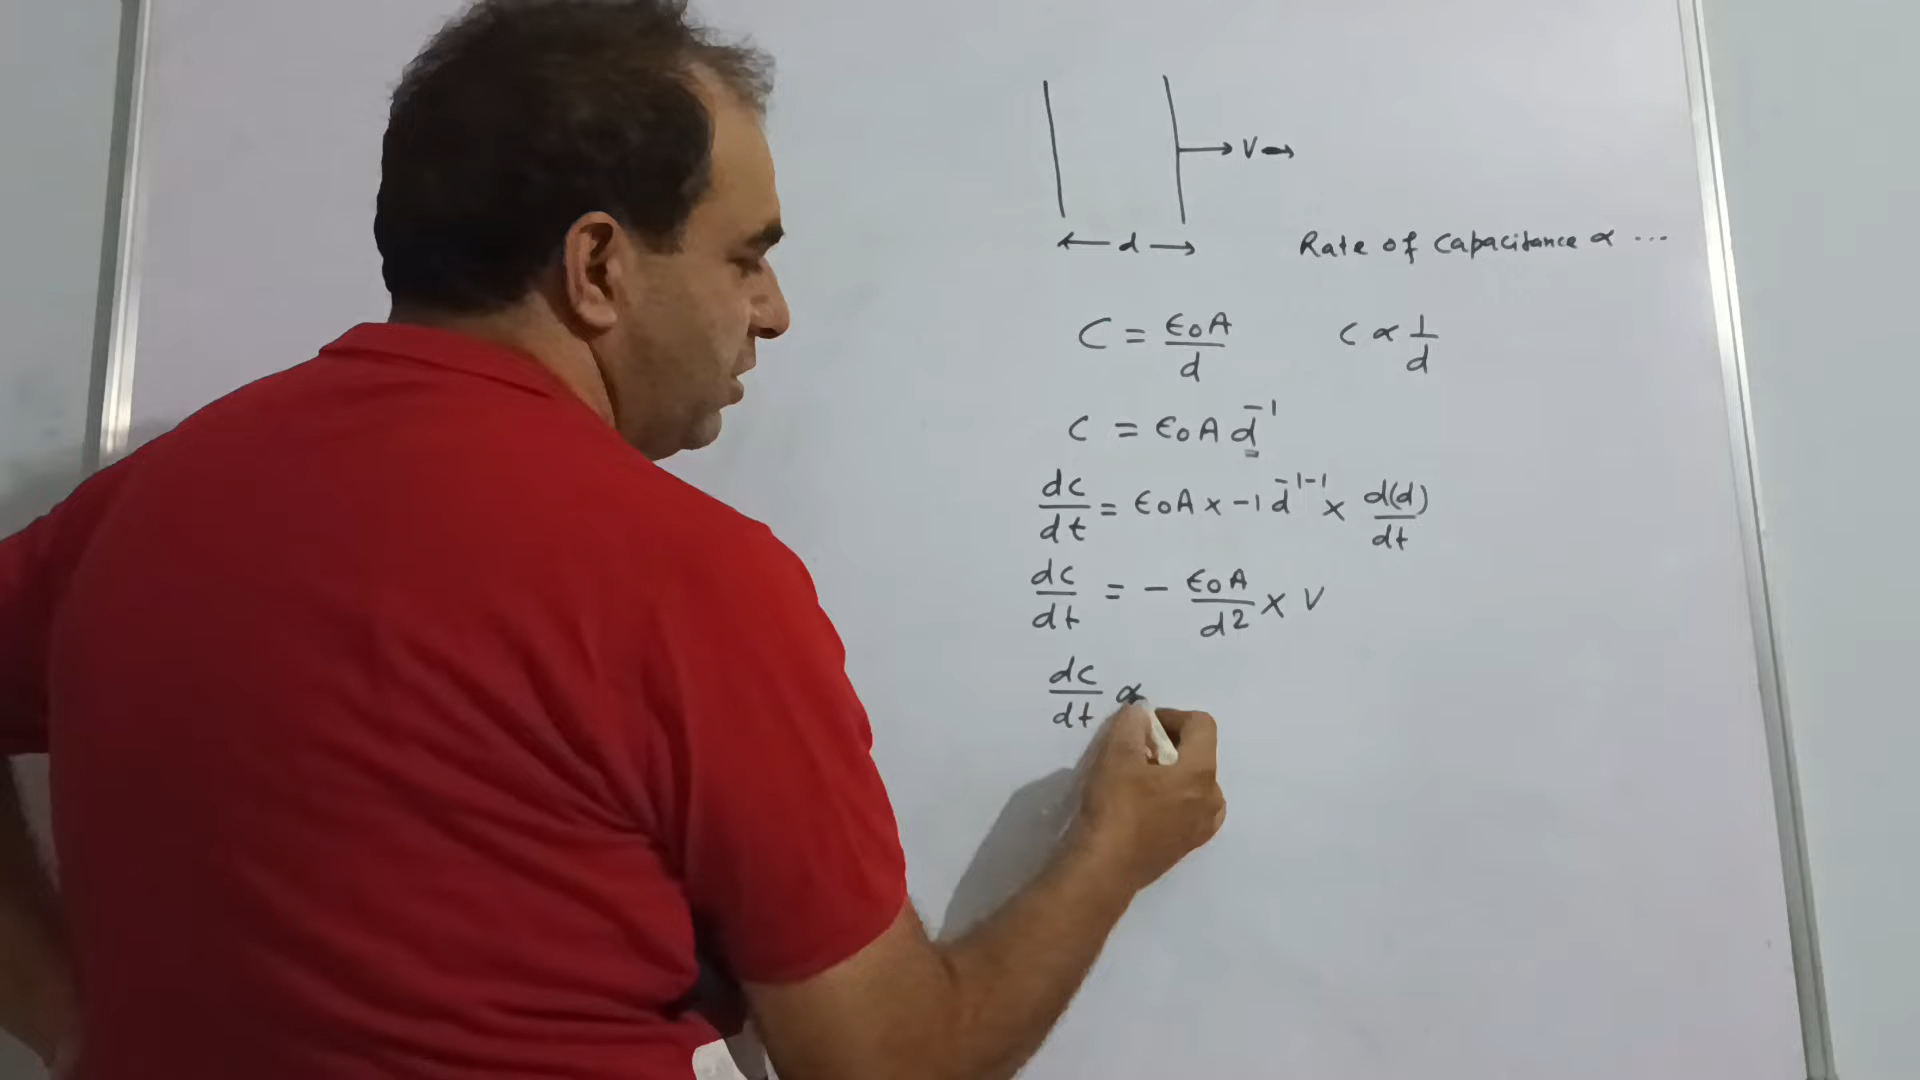 V→
← d →
Rate of Capacitance ∝ ...
C = ϵ₀A/d    C ∝ 1/d
C = ϵ₀A d⁻¹
dc/dt = ϵ₀A × -1 d⁻¹⁻¹ × d(d)/dt
dc/dt = - ϵ₀A/d² × V
dc/dt ∝